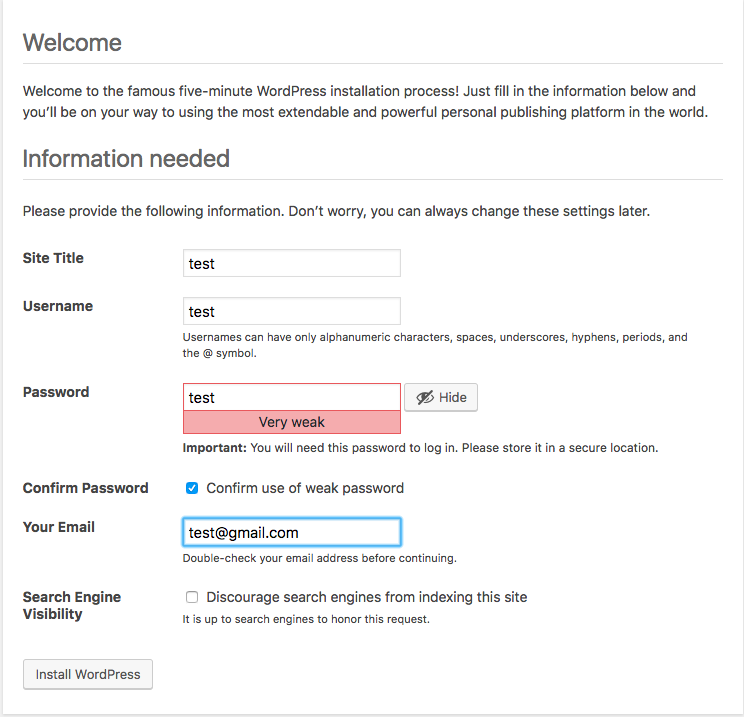 Welcome
Welcome to the famous five-minute WordPress installation process! Just fill in the information below and
you’ll be on your way to using the most extendable and powerful personal publishing platform in the world.
Information needed
Please provide the following information. Don’t worry, you can always change these settings later.
Site Title
test
Username
test
Usernames can have only alphanumeric characters, spaces, underscores, hyphens, periods, and
the @ symbol.
Password
test
Hide
Very weak
Important: You will need this password to log in. Please store it in a secure location.
Confirm Password
Confirm use of weak password
Your Email
test@gmail.com
Double-check your email address before continuing.
Search Engine
Visibility
Discourage search engines from indexing this site
It is up to search engines to honor this request.
Install WordPress